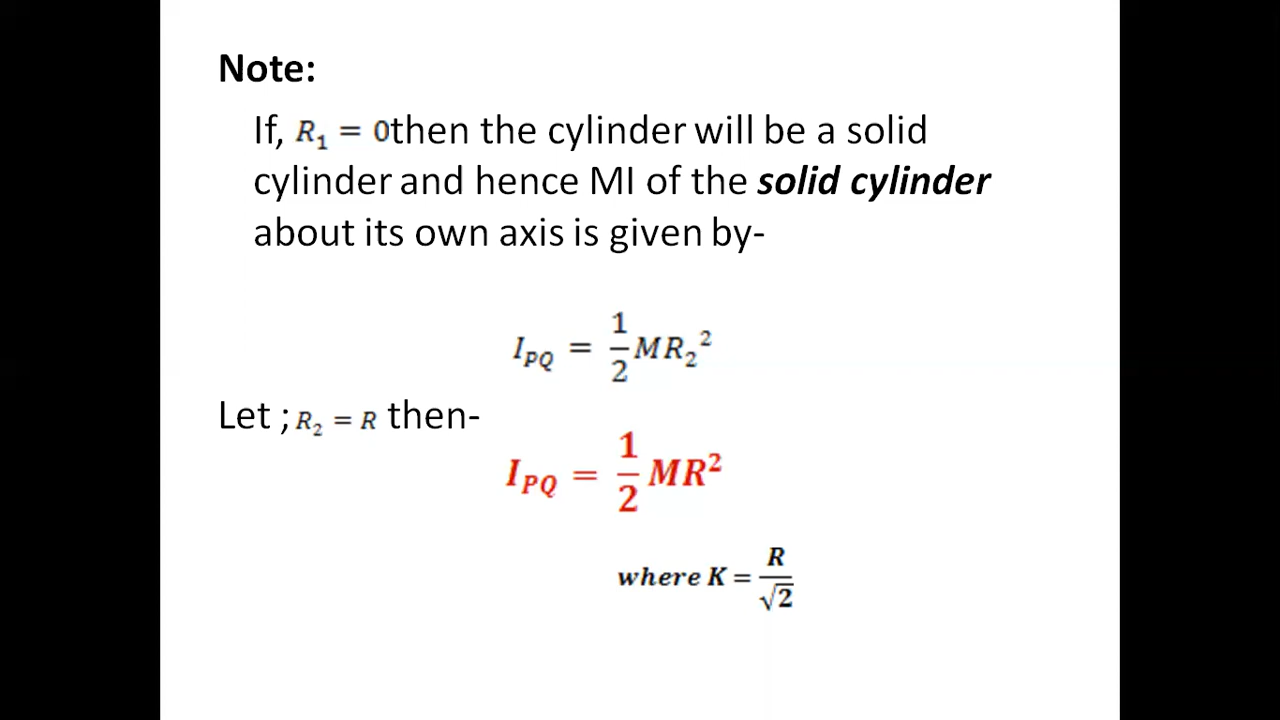 Note:
If, R₁ = 0then the cylinder will be a solid
cylinder and hence MI of the solid cylinder
about its own axis is given by-
I_PQ = 1/2 MR₂²
Let ; R₂ = R then-
I_PQ = 1/2 MR²
where K = R/√2